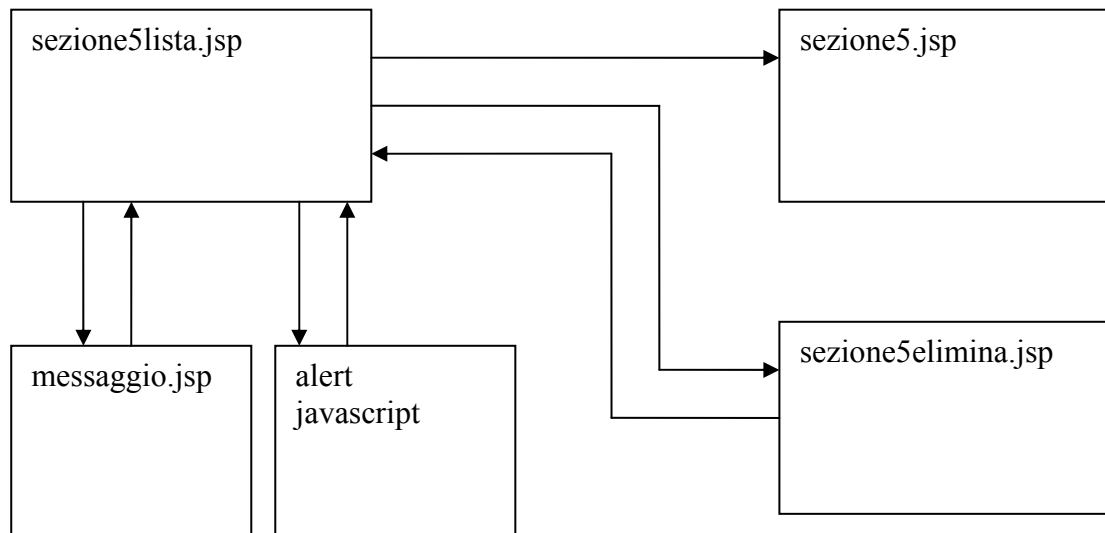 sezione5lista.jsp
sezione5.jsp
messaggio.jsp
alert
javascript
sezione5elimina.jsp